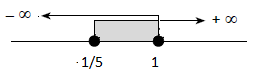 – ∞ + ∞
-1/5 1